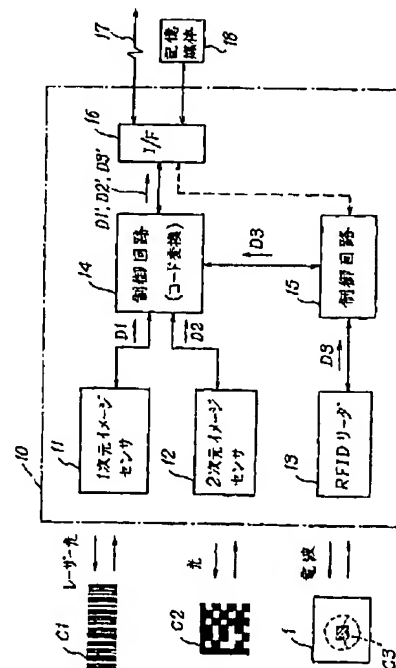 10
C1
レーザー光
11
1次元イメージ
センサ
D1
C2
光
12
2次元イメージ
センサ
D2
14
制御回路
(コード変換)
D1', D2', D3'
16
I/F
17
記憶
媒体
18
1
C3
電波
13
RFIDリーダ
D3
15
制御回路
D3